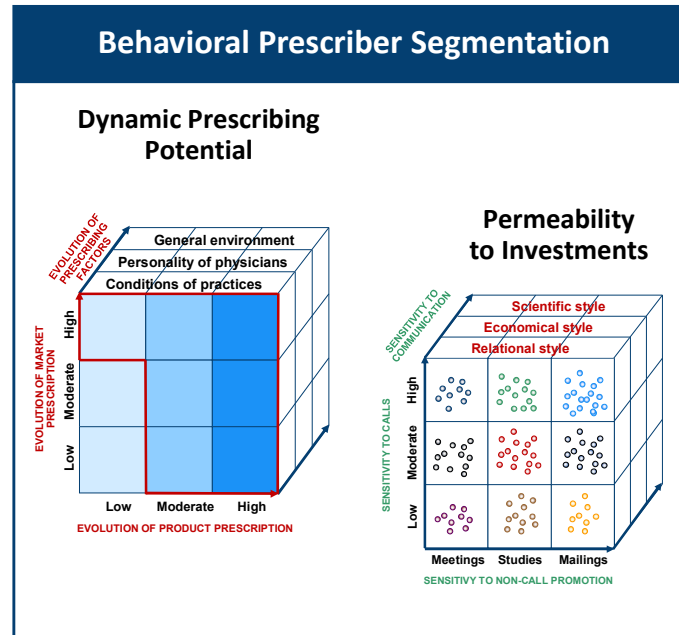 Behavioral Prescriber Segmentation
Dynamic Prescribing
Potential
EVOLUTION OF
PRESCRIBING
FACTORS
General environment
Personality of physicians
Conditions of practices
EVOLUTION OF MARKET
PRESCRIPTION
High
Moderate
Low
Low
Moderate
High
EVOLUTION OF PRODUCT PRESCRIPTION
Permeability
to Investments
SENSITIVITY TO
COMMUNICATION
Scientific style
Economical style
Relational style
SENSITIVITY TO CALLS
High
Moderate
Low
Meetings
Studies
Mailings
SENSITIVY TO NON-CALL PROMOTION